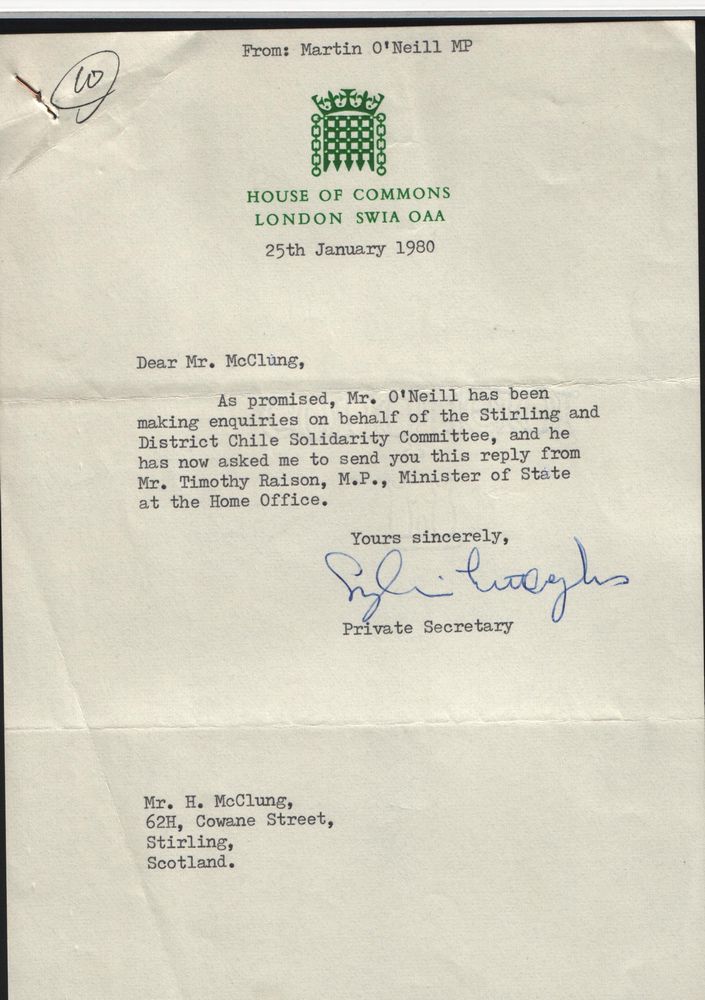 From: Martin O'Neill MP
10
HOUSE OF COMMONS
LONDON SW1A OAA
25th January 1980
Dear Mr. McClung,
As promised, Mr. O'Neill has been
making enquiries on behalf of the Stirling and
District Chile Solidarity Committee, and he
has now asked me to send you this reply from
Mr. Timothy Raison, M.P., Minister of State
at the Home Office.
Yours sincerely,
Private Secretary
Mr. H. McClung,
62H, Cowane Street,
Stirling,
Scotland.